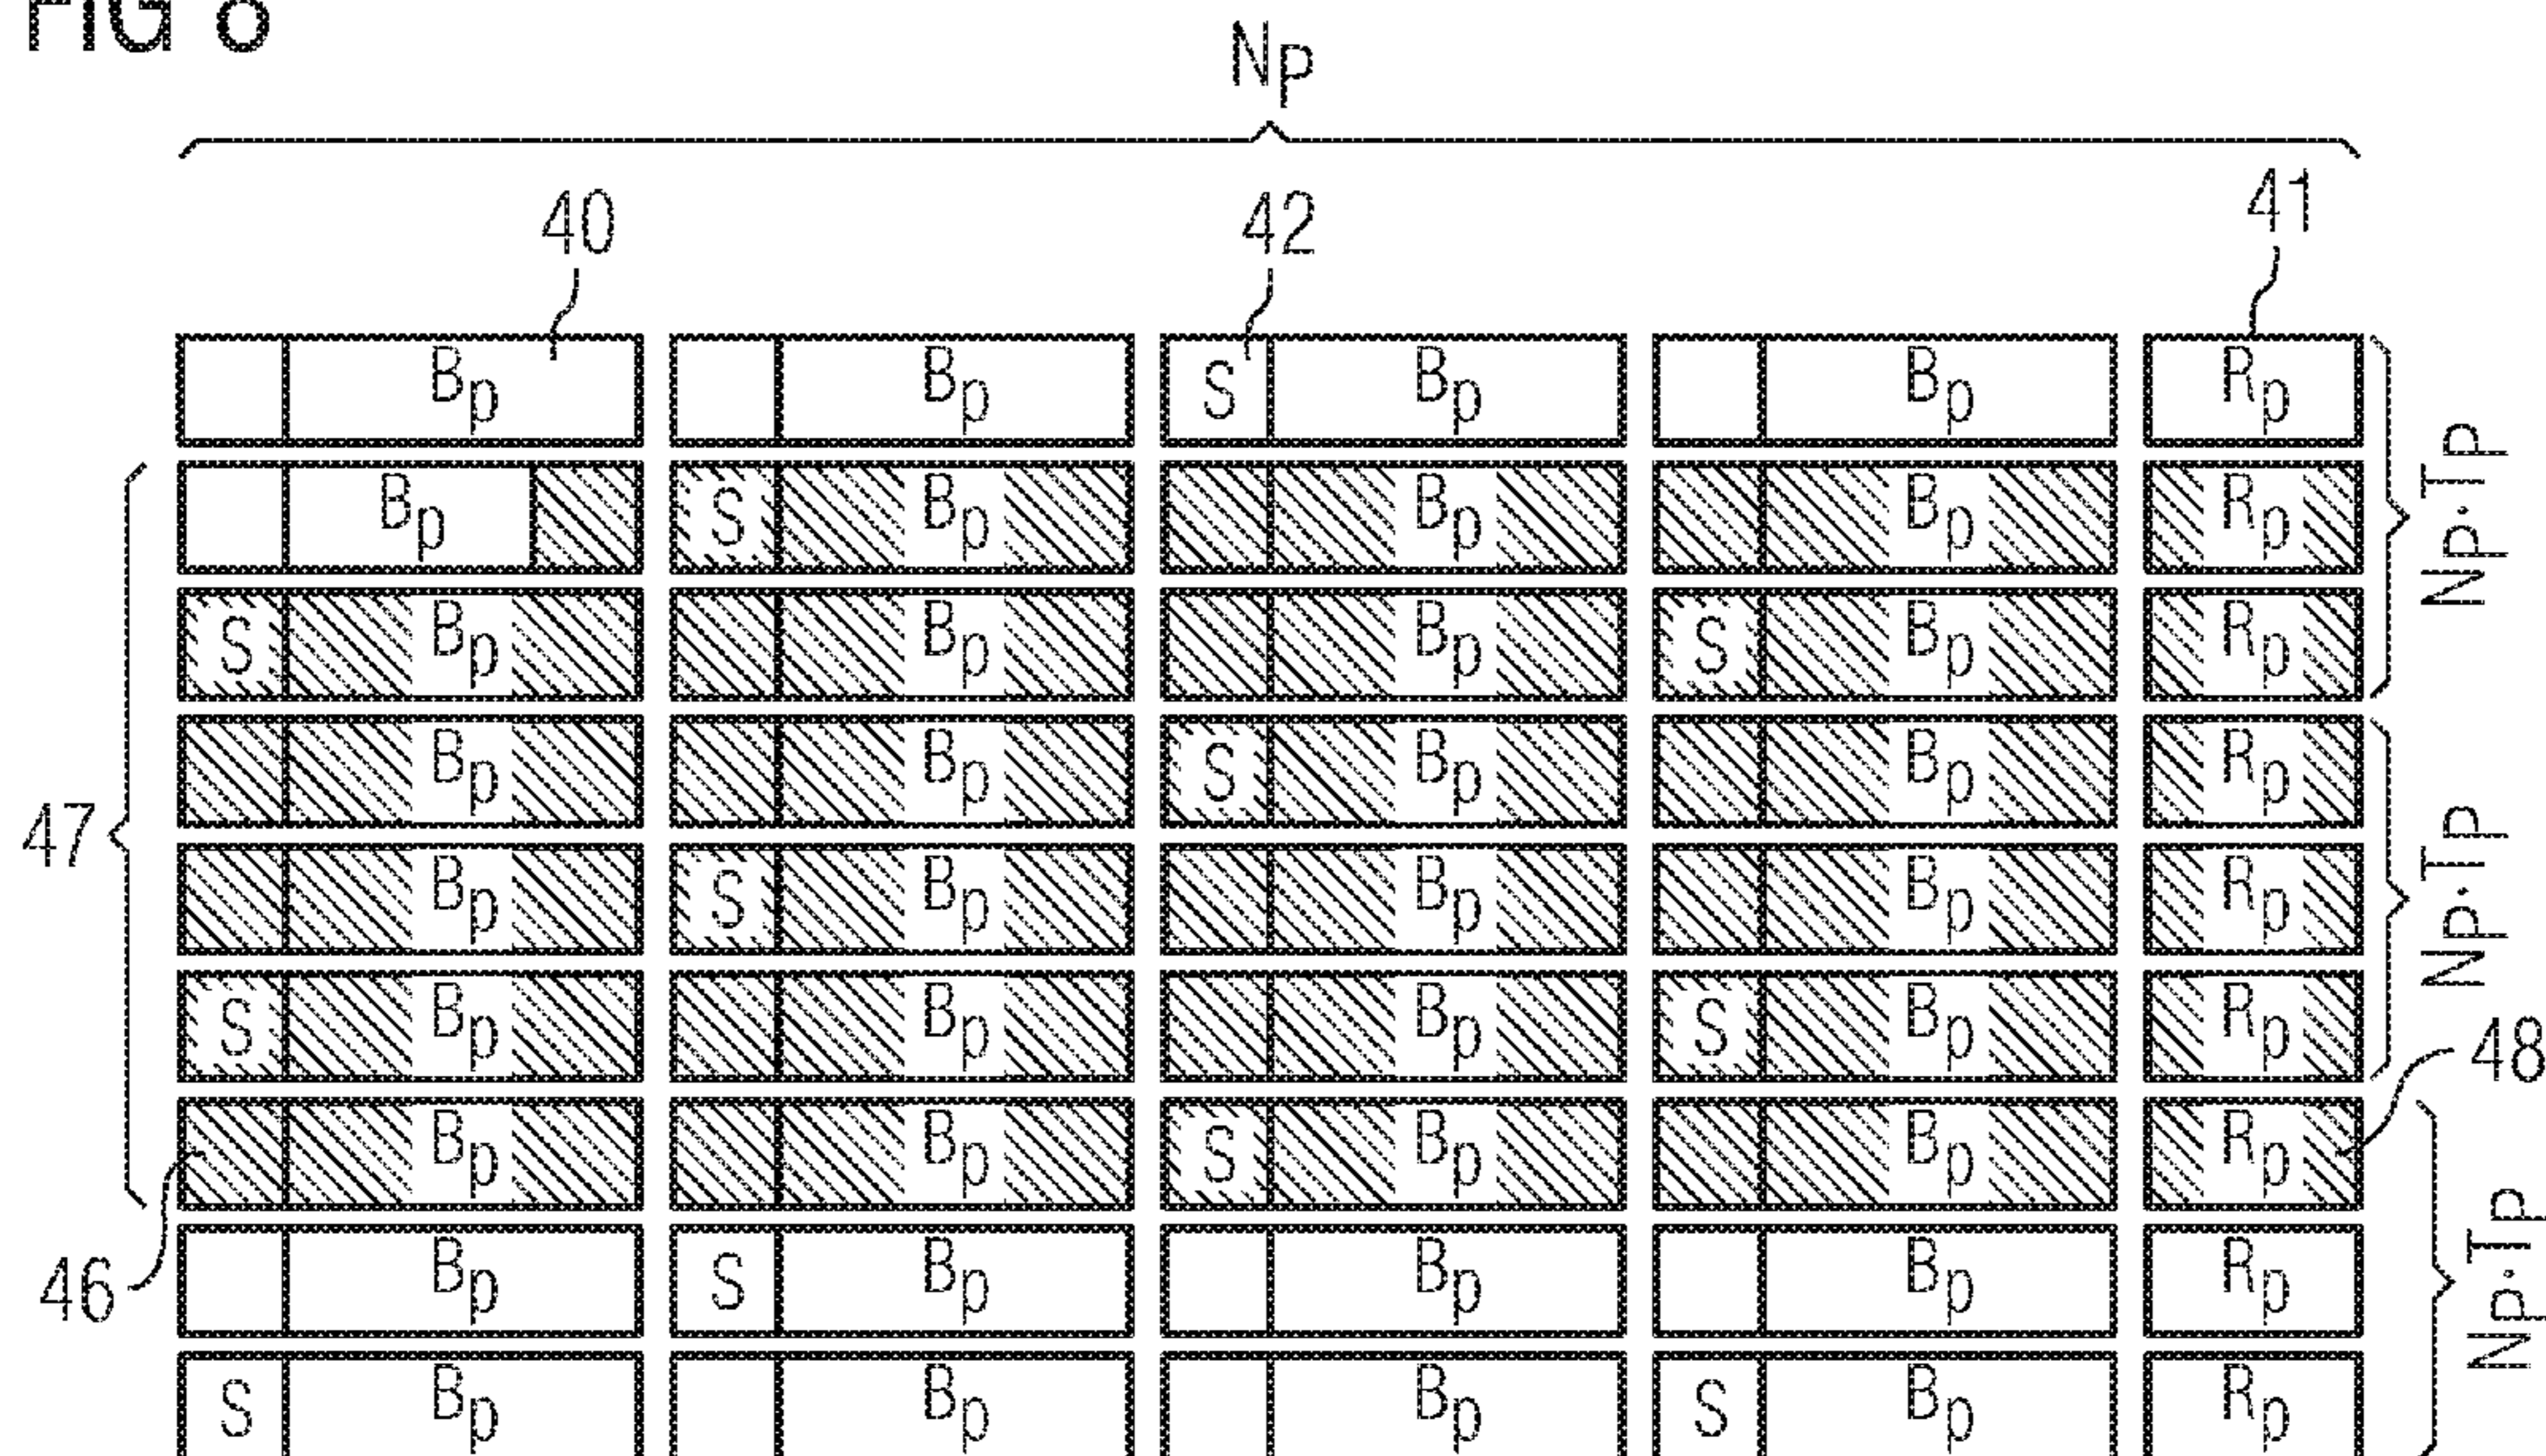 FIG 8
Np
40 42 41
Bp Bp S Bp Bp Rp
Bp S Bp Bp Bp Rp
Np·Tp
S Bp Bp Bp S Bp Rp
Bp Bp S Bp Bp Rp
47 Bp S Bp Bp Bp Rp
Np·Tp
S Bp Bp Bp S Bp Rp
48
Bp Bp S Bp Bp Rp
46 Bp S Bp Bp Bp Rp
Np·Tp
S Bp Bp Bp S Bp Rp